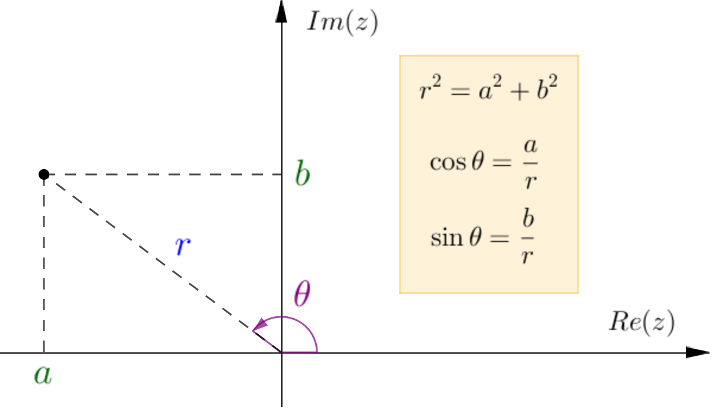 Im(z)
r² = a² + b²
cos θ = a/r
sin θ = b/r
b
r
θ
Re(z)
a